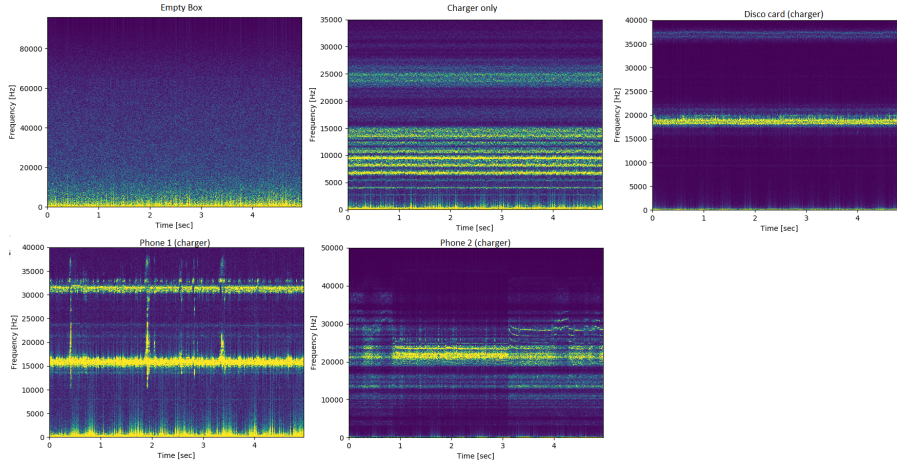 Empty Box
Frequency [Hz]
80000
60000
40000
20000
0
0 1 2 3 4
Time [sec]
Charger only
Frequency [Hz]
35000
30000
25000
20000
15000
10000
5000
0
0 1 2 3 4
Time [sec]
Disco card (charger)
Frequency [Hz]
40000
35000
30000
25000
20000
15000
10000
5000
0
0 1 2 3 4
Time [sec]
Phone 1 (charger)
Frequency [Hz]
40000
35000
30000
25000
20000
15000
10000
5000
0
0 1 2 3 4
Time [sec]
Phone 2 (charger)
Frequency [Hz]
50000
40000
30000
20000
10000
0
0 1 2 3 4
Time [sec]